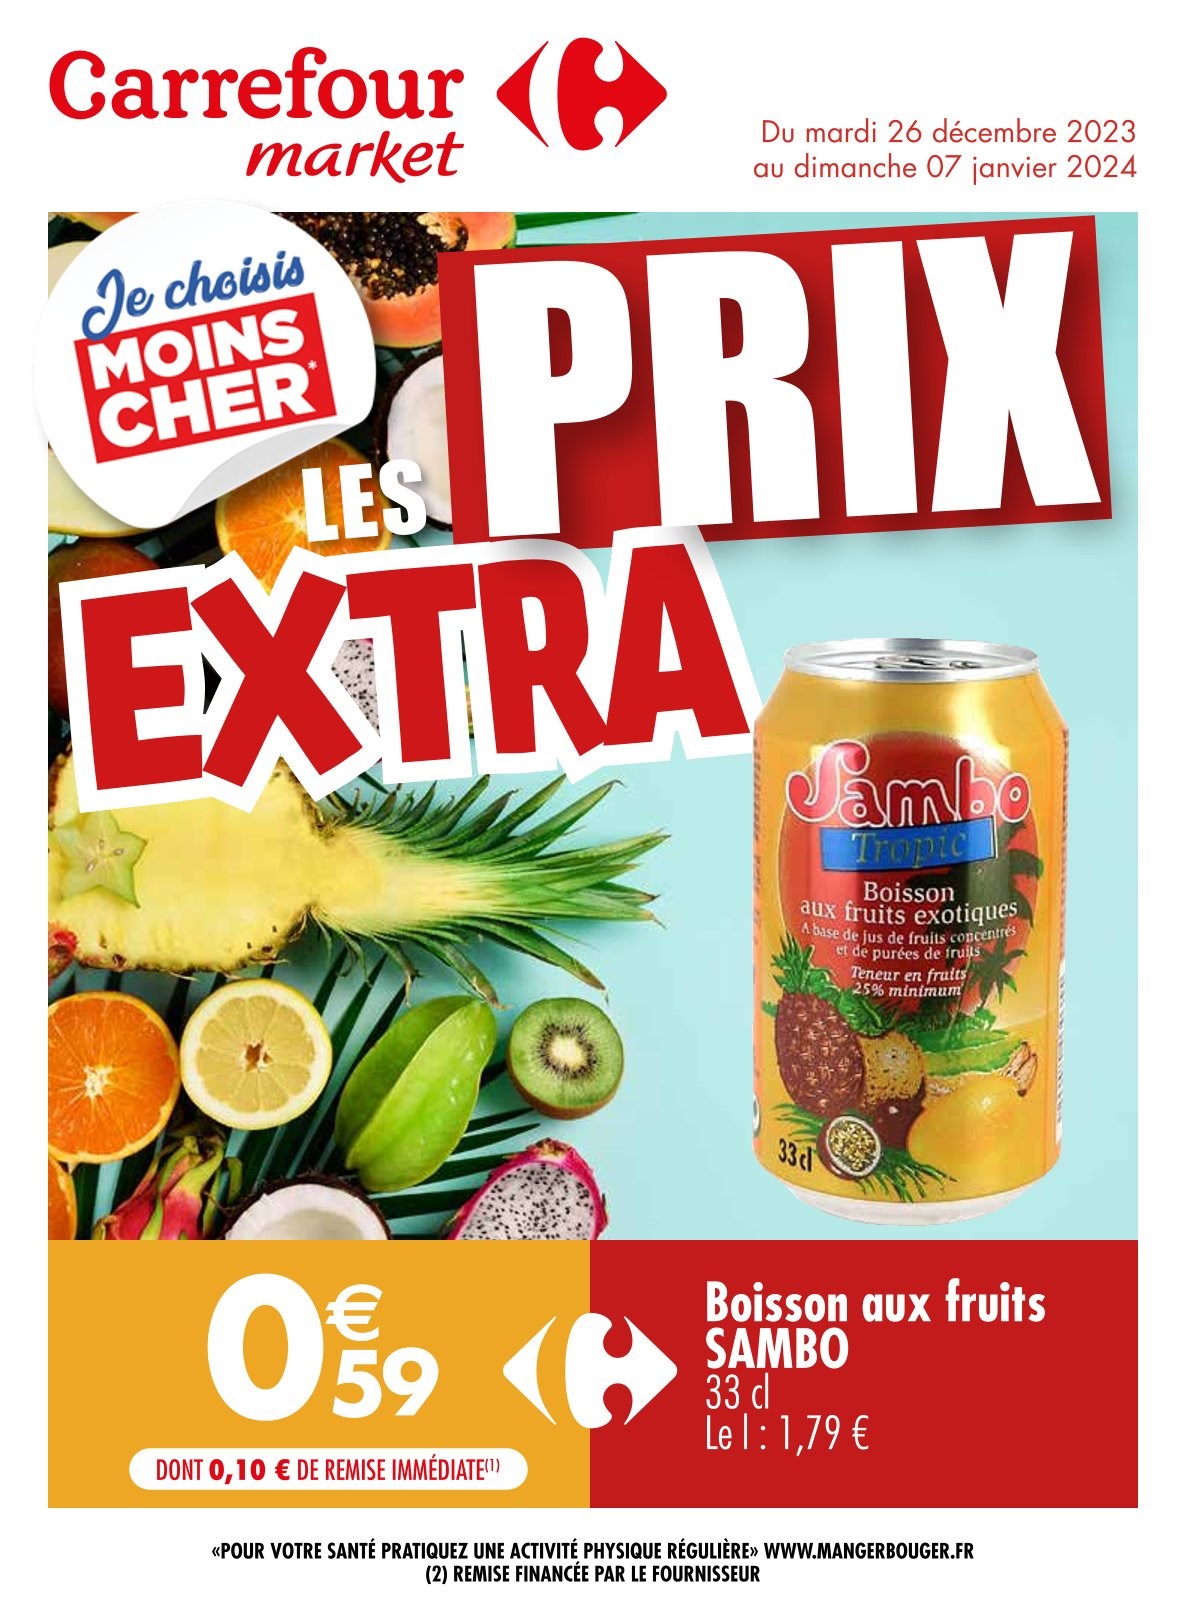 Carrefour
market
Du mardi 26 décembre 2023
au dimanche 07 janvier 2024
Je choisis
MOINS
CHER*
LES
PRIX
EXTRA
Sambo
Tropic
Boisson
aux fruits exotiques
A base de jus de fruits concentrés
et de purées de fruits
Teneur en fruits
25% minimum
33cl
0€59
DONT 0,10 € DE REMISE IMMÉDIATE(1)
Boisson aux fruits
SAMBO
33 cl
Le l : 1,79 €
«POUR VOTRE SANTÉ PRATIQUEZ UNE ACTIVITÉ PHYSIQUE RÉGULIÈRE» WWW.MANGERBOUGER.FR
(2) REMISE FINANCÉE PAR LE FOURNISSEUR